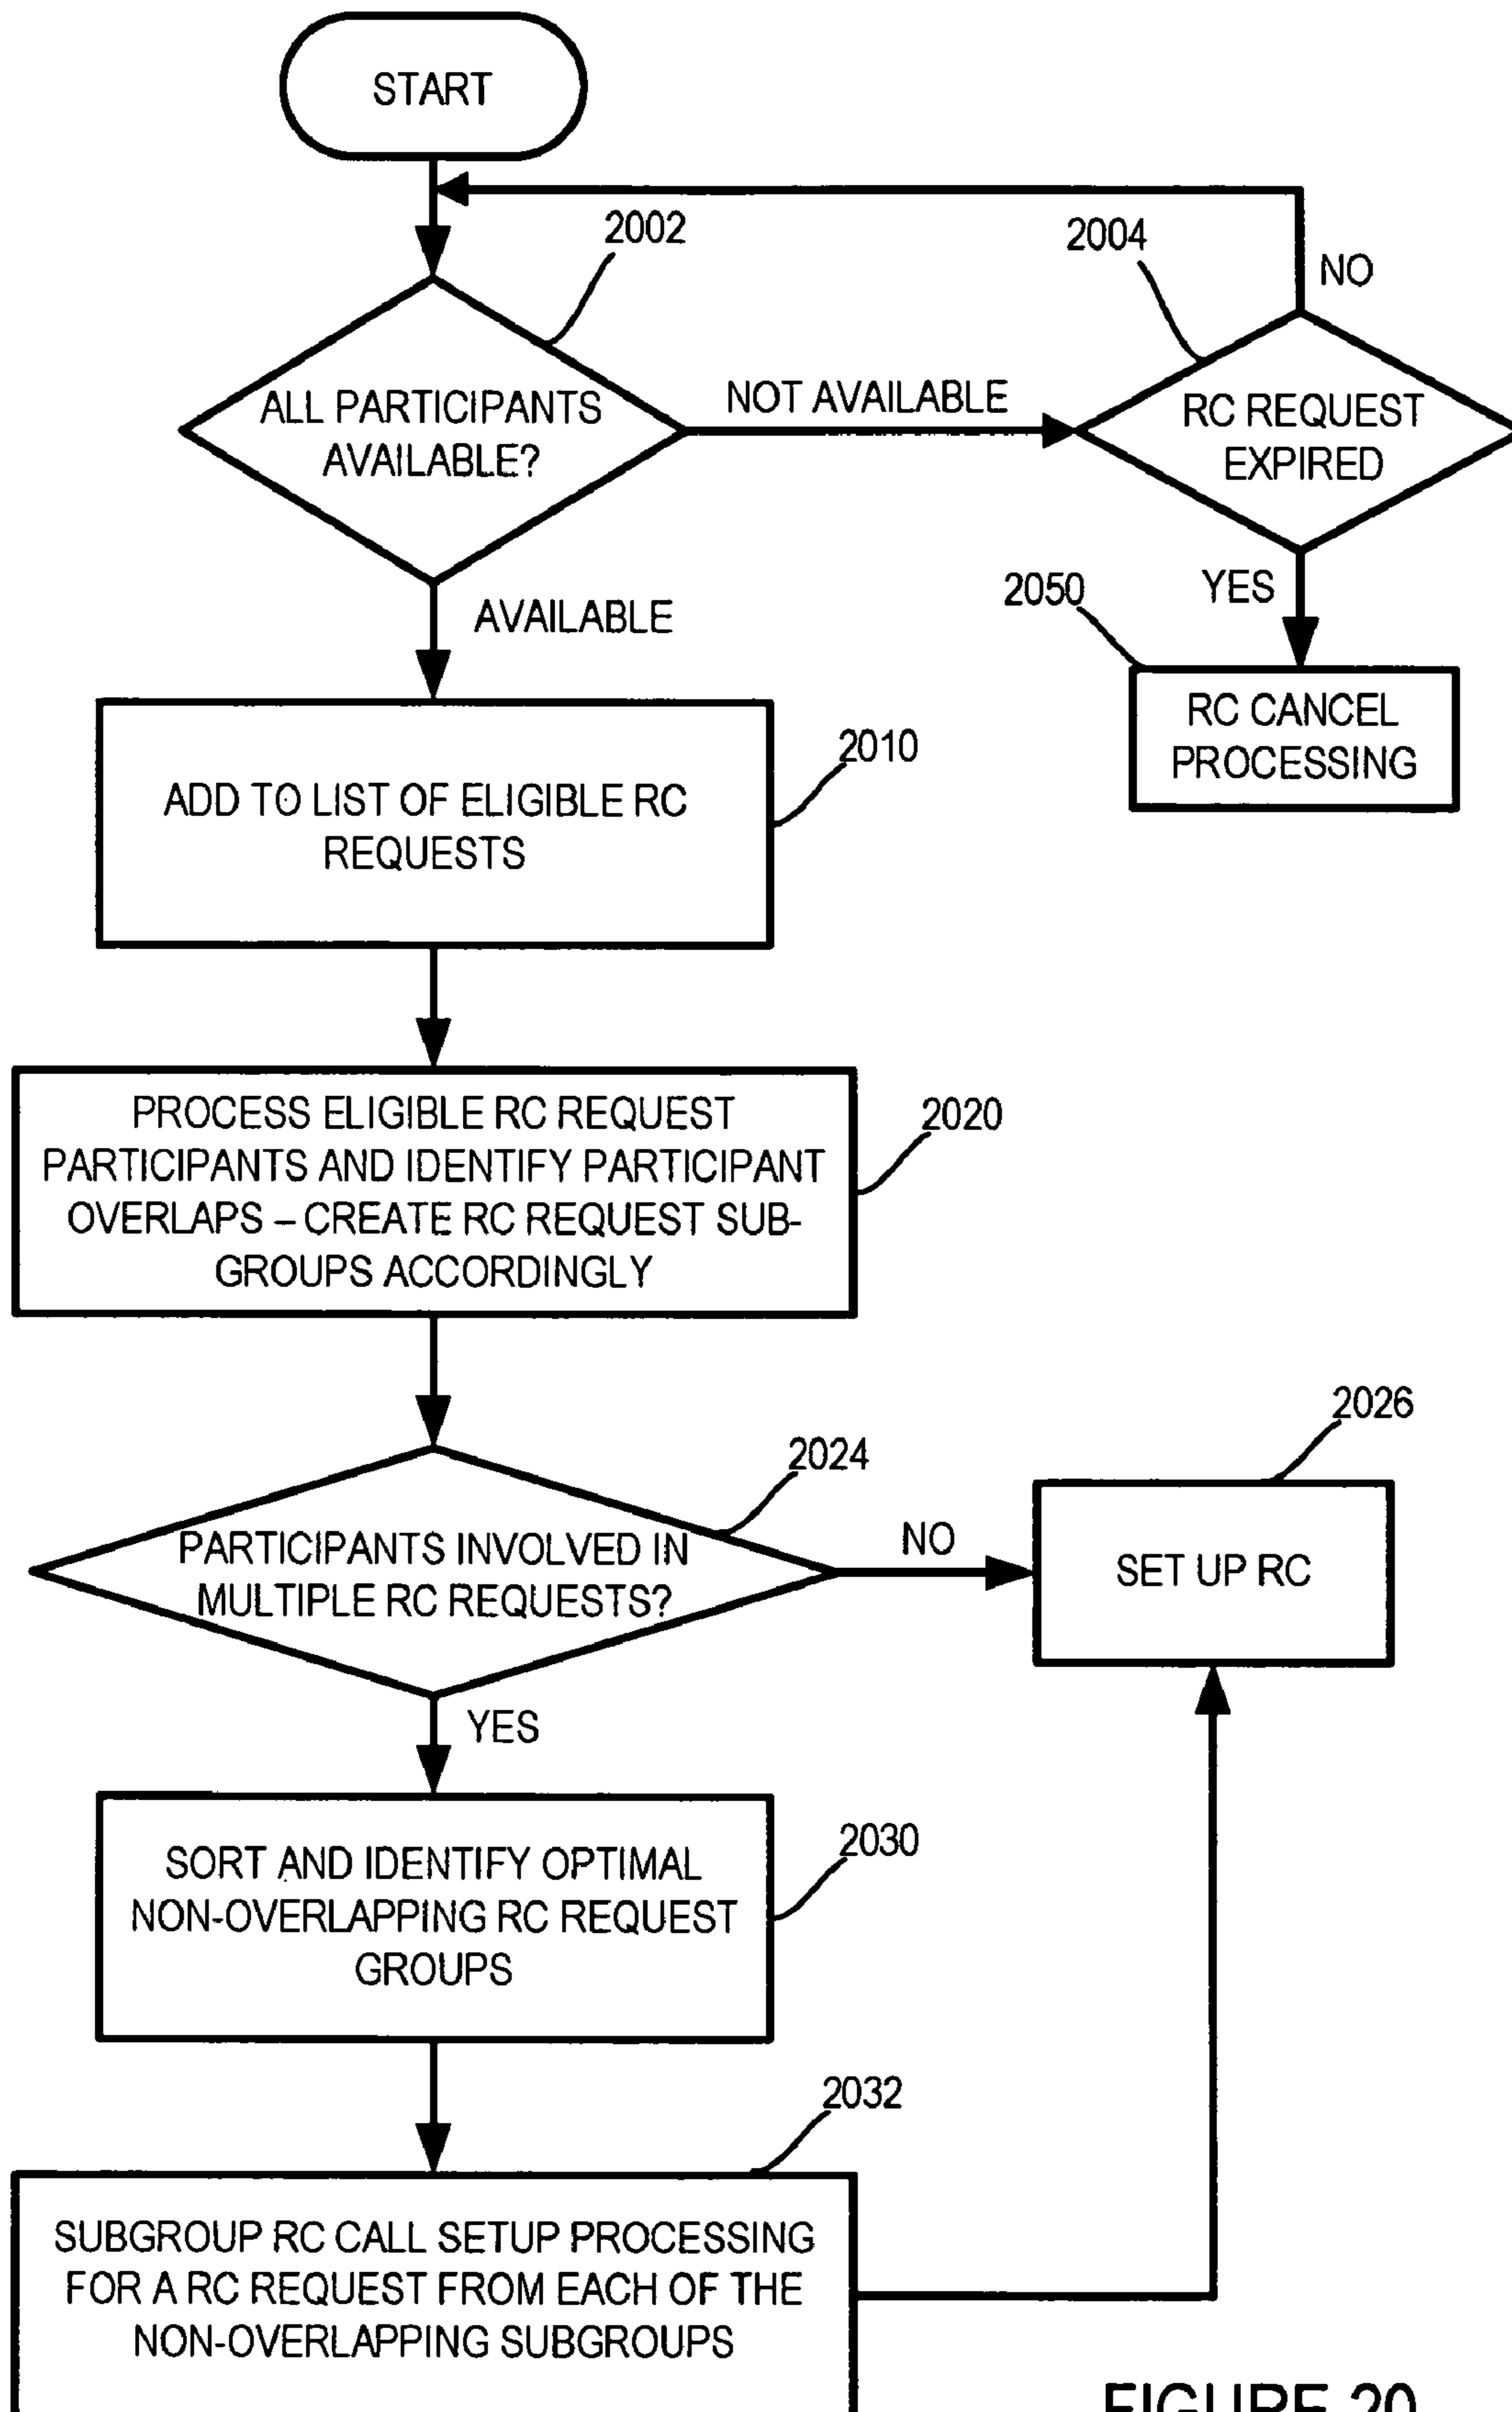 START
2002
2004
NO
ALL PARTICIPANTS
AVAILABLE?
NOT AVAILABLE
RC REQUEST
EXPIRED
AVAILABLE
2050
YES
RC CANCEL
PROCESSING
2010
ADD TO LIST OF ELIGIBLE RC
REQUESTS
2020
PROCESS ELIGIBLE RC REQUEST
PARTICIPANTS AND IDENTIFY PARTICIPANT
OVERLAPS – CREATE RC REQUEST SUB-
GROUPS ACCORDINGLY
2026
2024
PARTICIPANTS INVOLVED IN
MULTIPLE RC REQUESTS?
NO
SET UP RC
YES
2030
SORT AND IDENTIFY OPTIMAL
NON-OVERLAPPING RC REQUEST
GROUPS
2032
SUBGROUP RC CALL SETUP PROCESSING
FOR A RC REQUEST FROM EACH OF THE
NON-OVERLAPPING SUBGROUPS
FIGURE 20